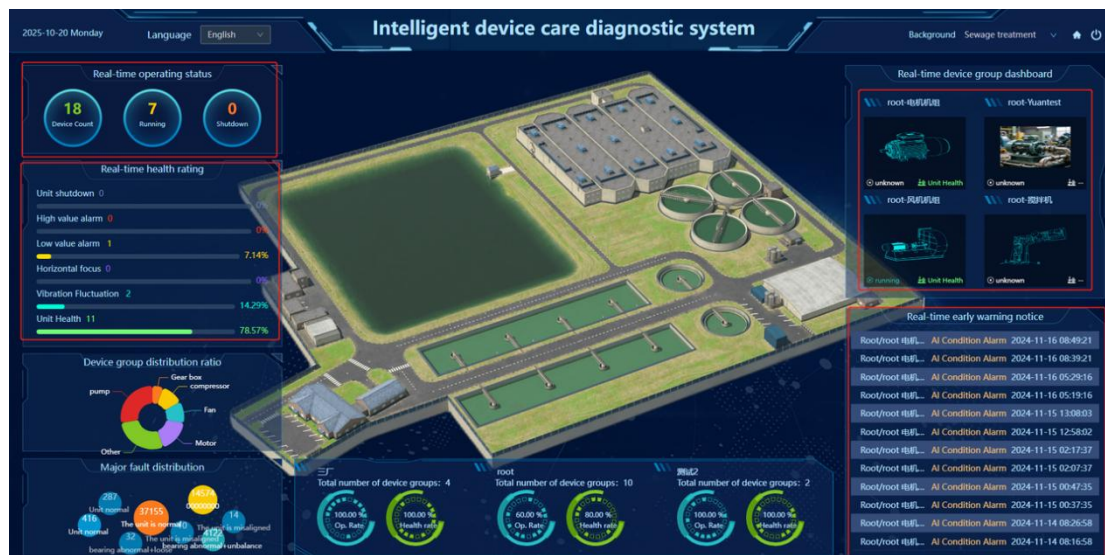 2025-10-20 Monday
Language
English
Intelligent device care diagnostic system
Background
Sewage treatment
Real-time operating status
18
Device Count
7
Running
0
Shutdown
Real-time health rating
Unit shutdown 0
0%
High value alarm 0
0%
Low value alarm 1
7.14%
Horizontal focus 0
0%
Vibration Fluctuation 2
14.29%
Unit Health 11
78.57%
Device group distribution ratio
Gear box
compressor
pump
Fan
Motor
Other
Major fault distribution
287
Unit normal
416
Unit normal
37155
The unit is normal
14574
00000000
14
The unit is misaligned
32
bearing abnormal+loose
40
The unit is misaligned
4122
bearing abnormal+unbalance
三厂
Total number of device groups: 4
100.00 %
Op. Rate
100.00 %
Health rate
root
Total number of device groups: 10
60.00 %
Op. Rate
80.00 %
Health rate
测试2
Total number of device groups: 2
100.00 %
Op. Rate
100.00 %
Health rate
Real-time device group dashboard
root-电机机组
unknown
Unit Health
root-Yuantest
unknown
--
root-风机机组
running
Unit Health
root-搅拌机
unknown
--
Real-time early warning notice
Root/root 电机... AI Condition Alarm 2024-11-16 08:49:21
Root/root 电机... AI Condition Alarm 2024-11-16 08:39:21
Root/root 电机... AI Condition Alarm 2024-11-16 05:29:16
Root/root 电机... AI Condition Alarm 2024-11-16 05:19:16
Root/root 电机... AI Condition Alarm 2024-11-15 13:08:03
Root/root 电机... AI Condition Alarm 2024-11-15 12:58:02
Root/root 电机... AI Condition Alarm 2024-11-15 02:17:37
Root/root 电机... AI Condition Alarm 2024-11-15 02:07:37
Root/root 电机... AI Condition Alarm 2024-11-15 00:47:35
Root/root 电机... AI Condition Alarm 2024-11-15 00:37:35
Root/root 电机... AI Condition Alarm 2024-11-14 08:26:58
Root/root 电机... AI Condition Alarm 2024-11-14 08:16:58